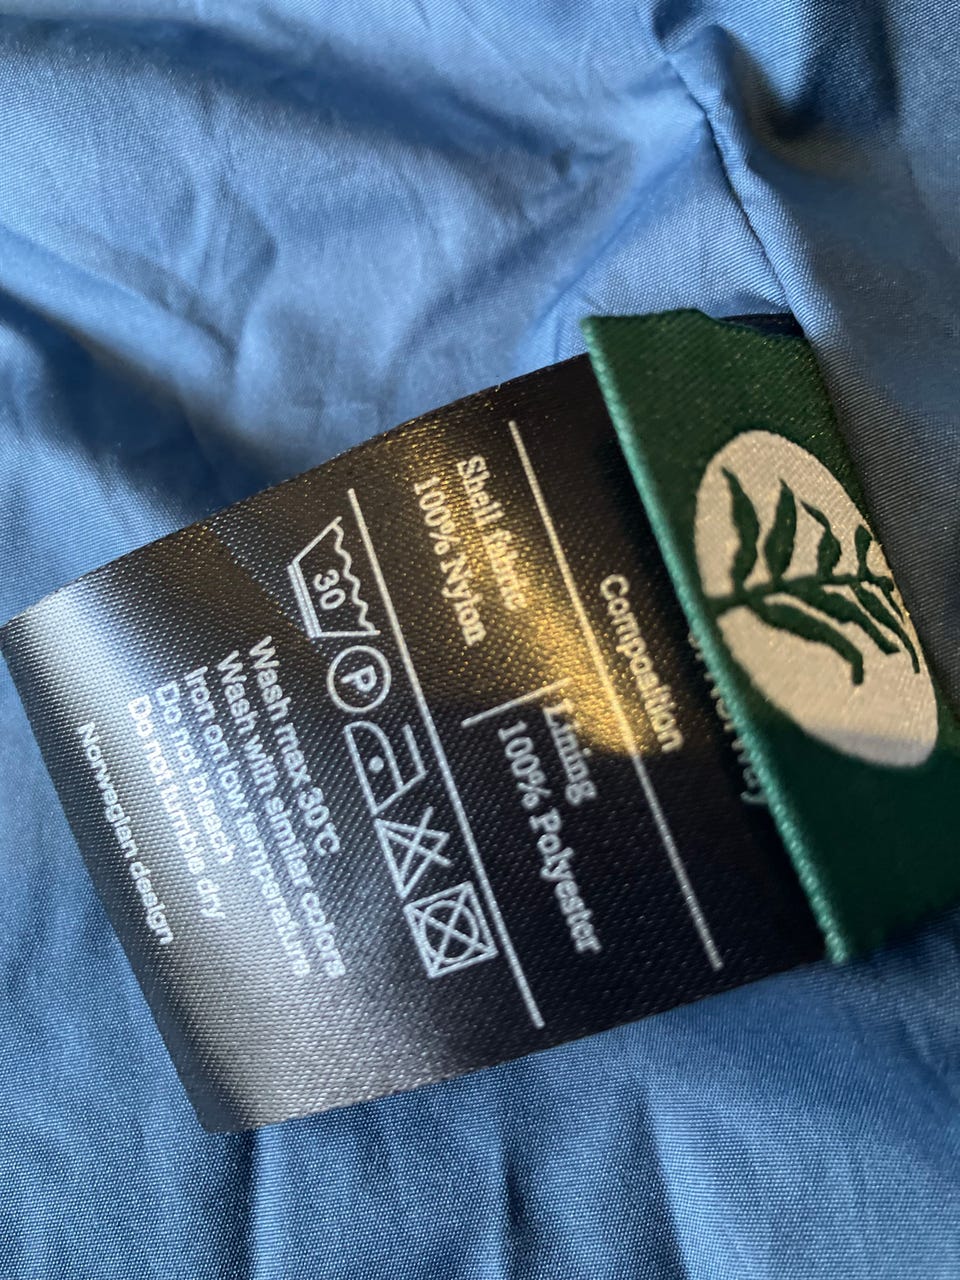 Composition
Shell fabric
100% Nylon
Lining
100% Polyester
30
P
Wash max 30°C
Wash with similar colors
Iron on low temperature
Do not bleach
Do not tumble dry
Norwegian design